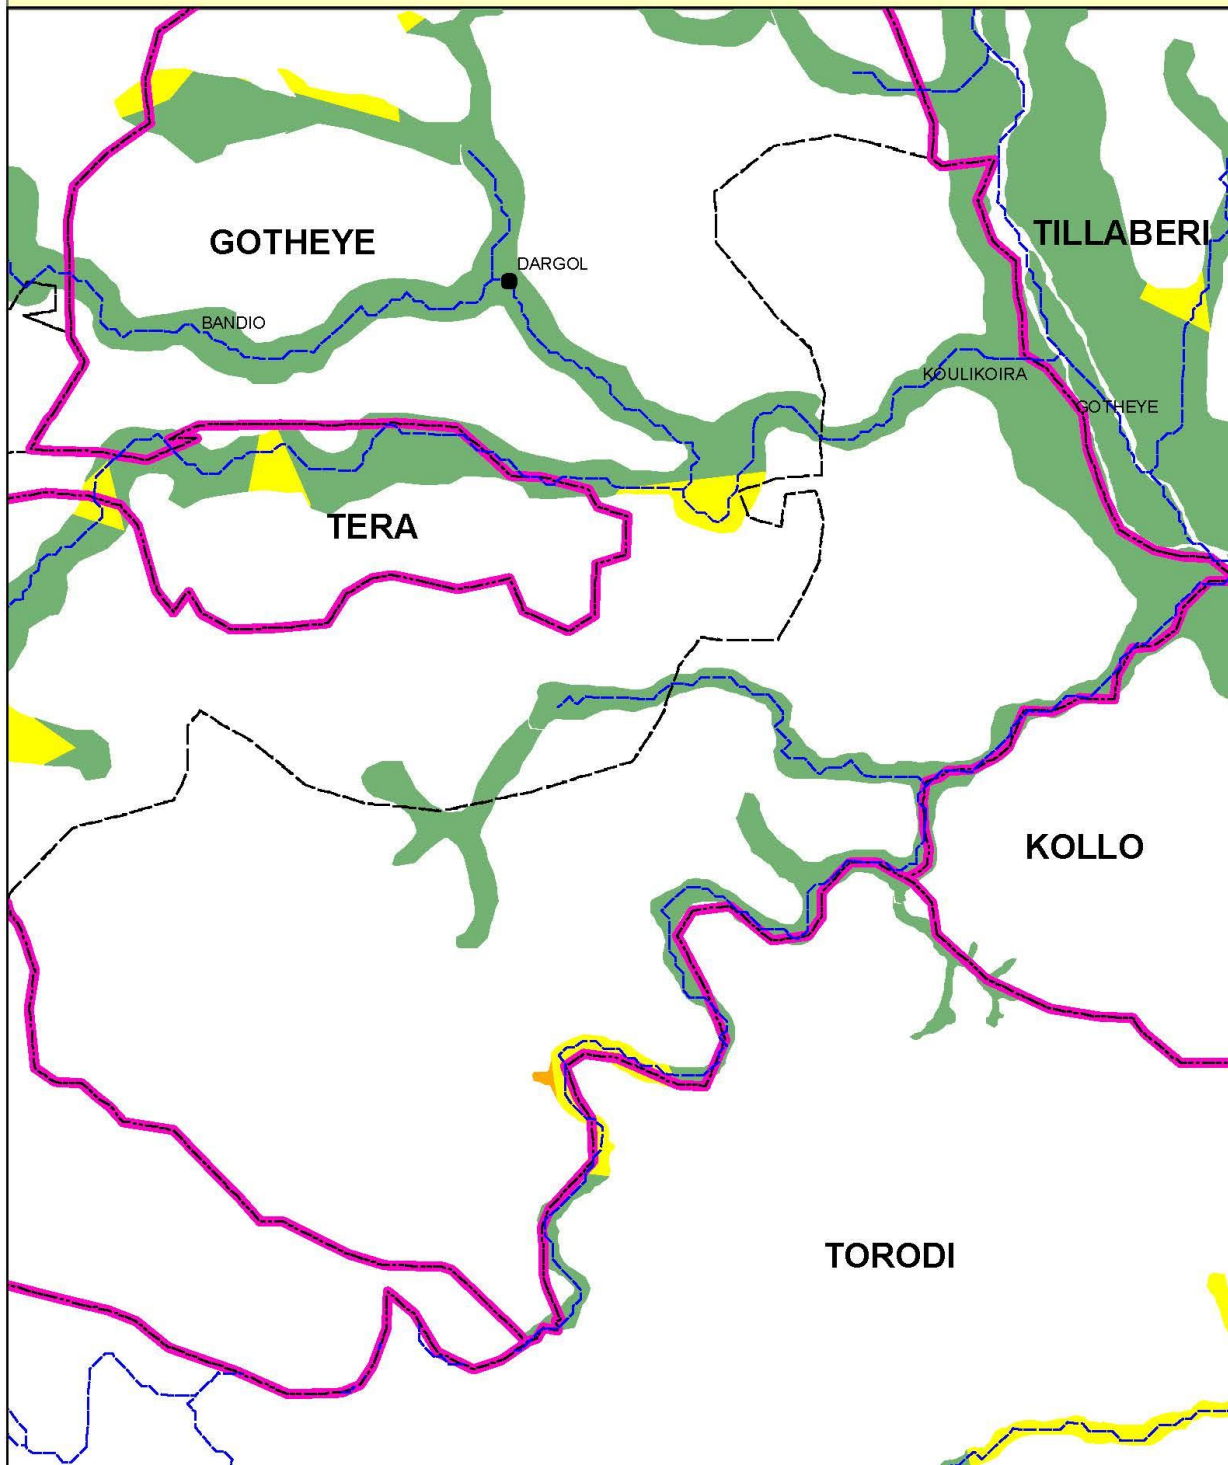 TILLABERI
GOTHEYE
DARGOL
BANDIO
KOULIKOIRA
GOTHEYE
TERA
KOLLO
TORODI